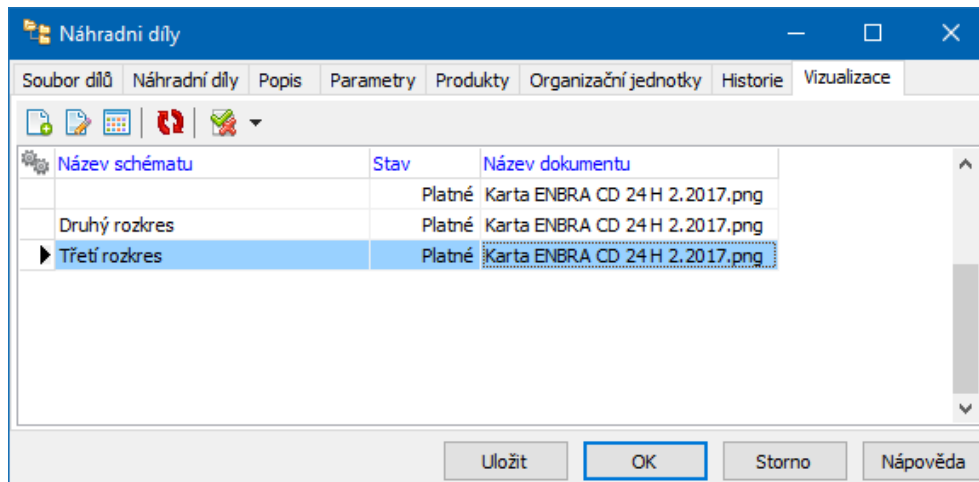 Náhradni díly
Soubor dílů Náhradní díly Popis Parametry Produkty Organizační jednotky Historie Vizualizace
Název schématu Stav Název dokumentu
Platné Karta ENBRA CD 24 H 2.2017.png
Druhý rozkres Platné Karta ENBRA CD 24 H 2.2017.png
Třetí rozkres Platné Karta ENBRA CD 24 H 2.2017.png
Uložit OK Storno Nápověda